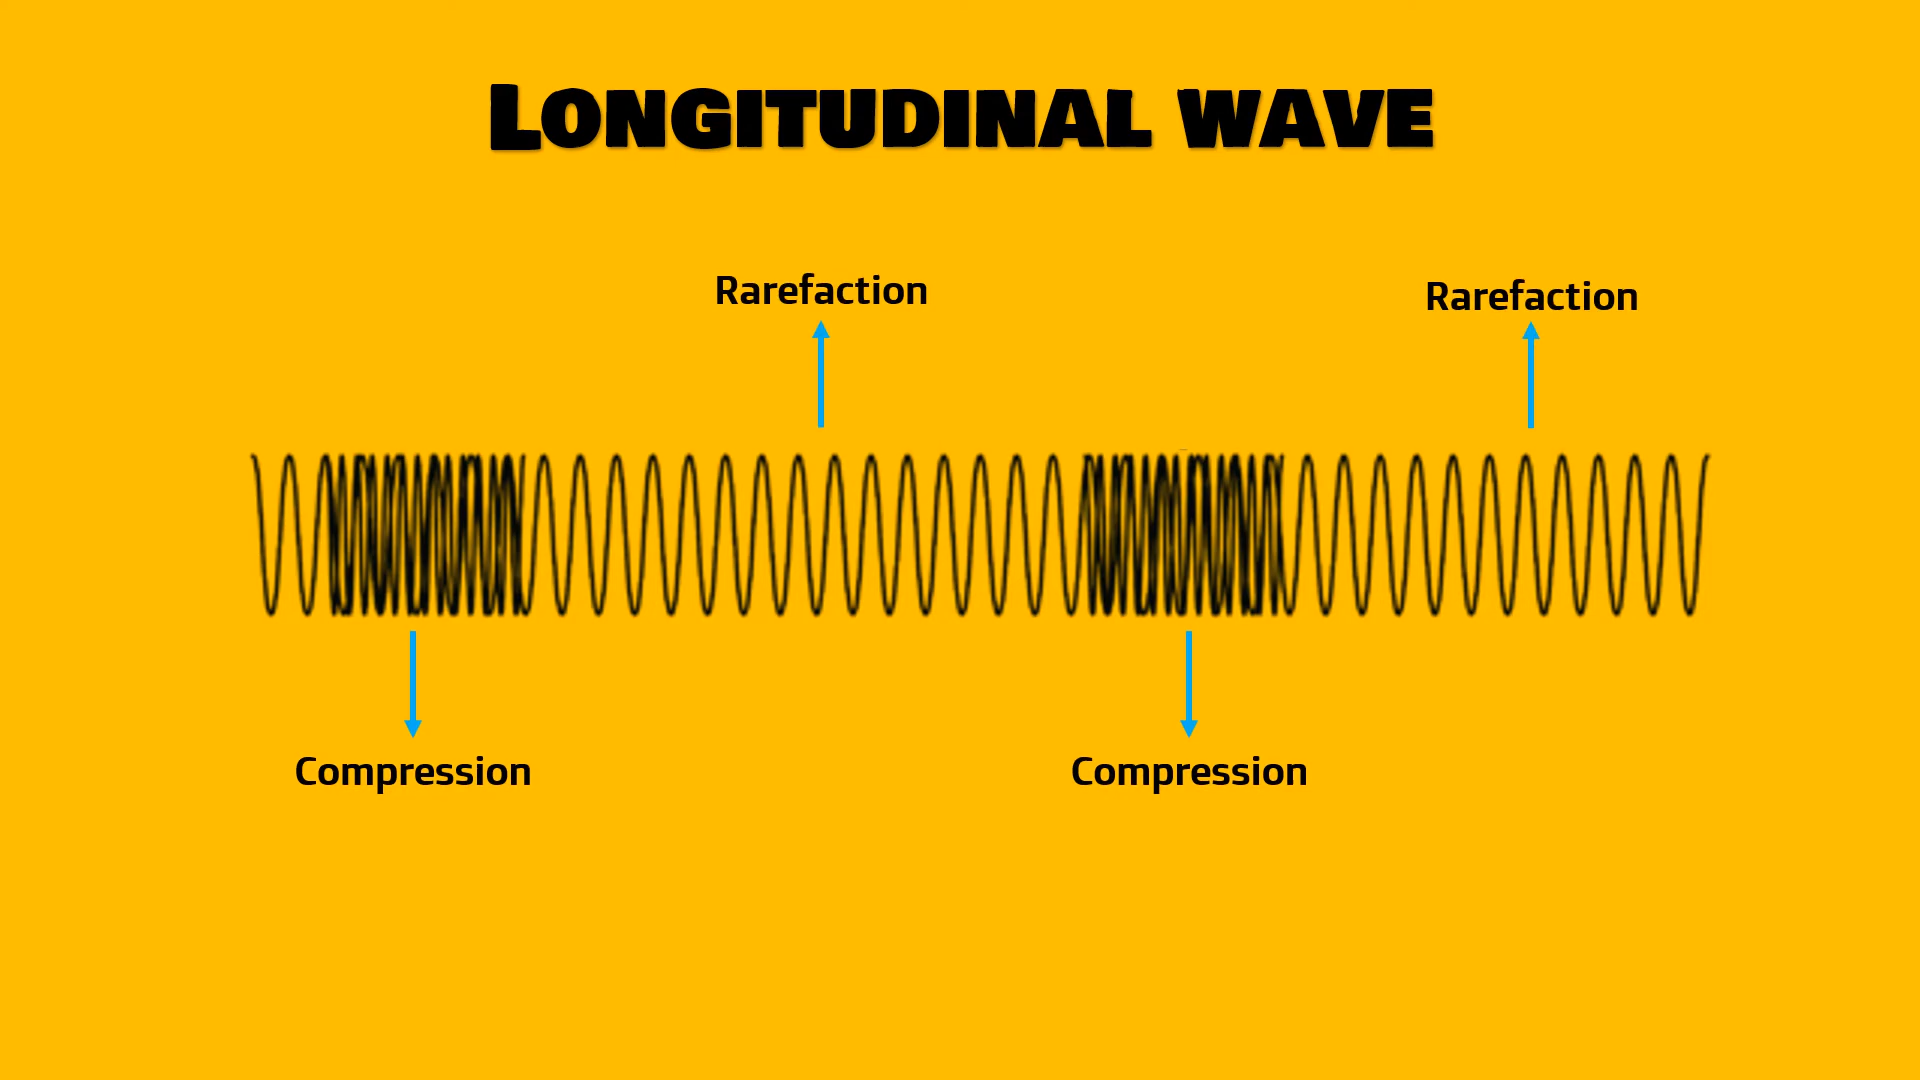 LONGITUDINAL WAVE
Rarefaction
Rarefaction
Compression
Compression